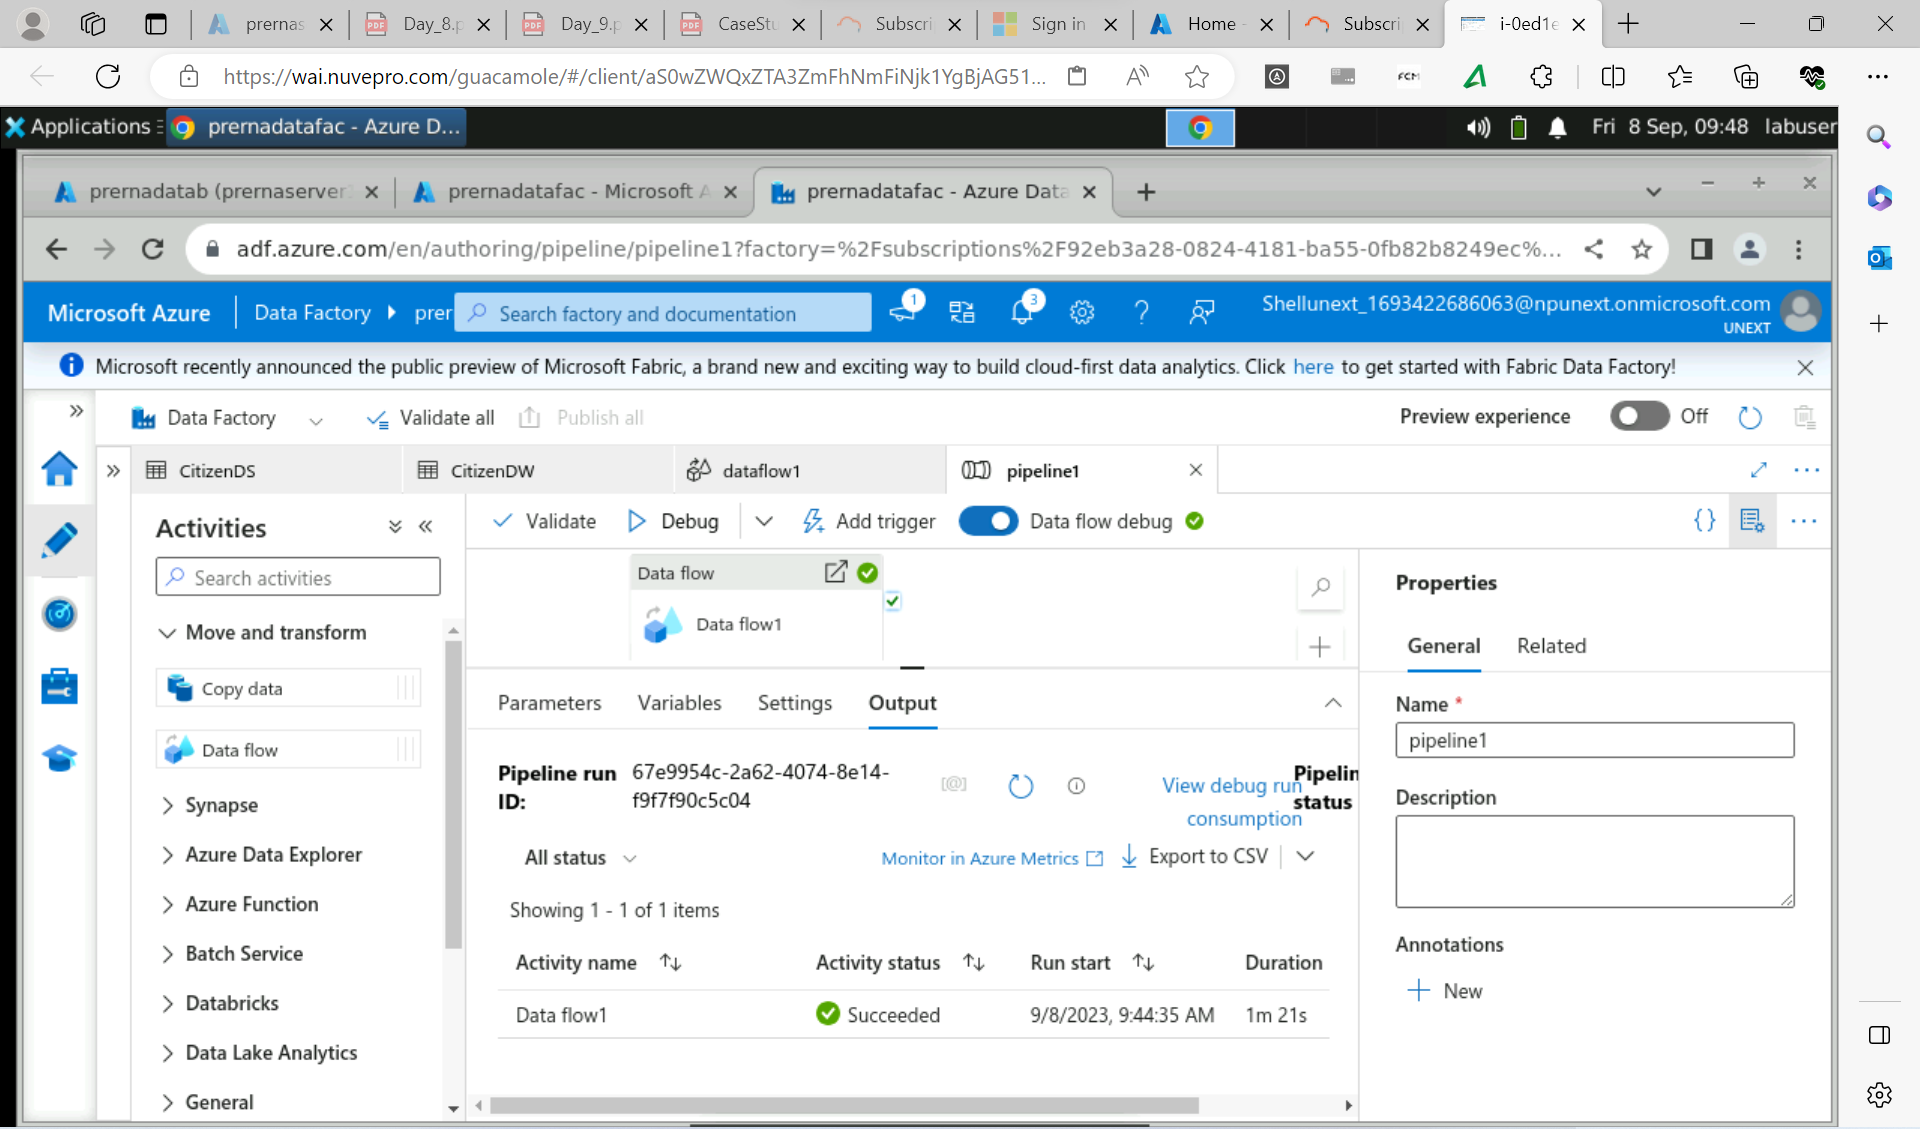 prernas
Day_8.p
Day_9.p
CaseStu
Subscri
Sign in
Home -
Subscri
i-0ed1e
https://wai.nuvepro.com/guacamole/#/client/aS0wZWQxZTA3ZmFhNmFiNjk1YgBjAG51...
Applications
prernadatafac - Azure D...
Fri 8 Sep, 09:48 labuser
prernadatab (prernaserver
prernadatafac - Microsoft A
prernadatafac - Azure Data
adf.azure.com/en/authoring/pipeline/pipeline1?factory=%2Fsubscriptions%2F92eb3a28-0824-4181-ba55-0fb82b8249ec%...
Microsoft Azure
Data Factory
prer
Search factory and documentation
1
3
Shellunext_1693422686063@npunext.onmicrosoft.com
UNEXT
Microsoft recently announced the public preview of Microsoft Fabric, a brand new and exciting way to build cloud-first data analytics. Click here to get started with Fabric Data Factory!
Data Factory
Validate all
Publish all
Preview experience
Off
CitizenDS
CitizenDW
dataflow1
pipeline1
Activities
Validate
Debug
Add trigger
Data flow debug
Search activities
Move and transform
Copy data
Data flow
Synapse
Azure Data Explorer
Azure Function
Batch Service
Databricks
Data Lake Analytics
General
Data flow
Data flow1
Parameters
Variables
Settings
Output
Pipeline run ID:
67e9954c-2a62-4074-8e14-
f9f7f90c5c04
View debug run
consumption
Pipelin
status
All status
Monitor in Azure Metrics
Export to CSV
Showing 1 - 1 of 1 items
Activity name
Activity status
Run start
Duration
Data flow1
Succeeded
9/8/2023, 9:44:35 AM
1m 21s
Properties
General
Related
Name *
pipeline1
Description
Annotations
New